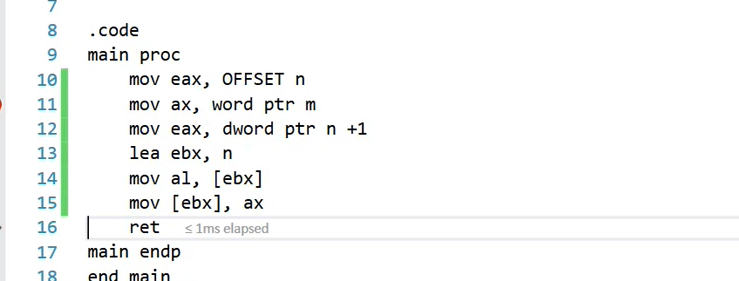 7
8 .code
9 main proc
10 mov eax, OFFSET n
11 mov ax, word ptr m
12 mov eax, dword ptr n +1
13 lea ebx, n
14 mov al, [ebx]
15 mov [ebx], ax
16 ret ≤ 1ms elapsed
17 main endp
18 end main